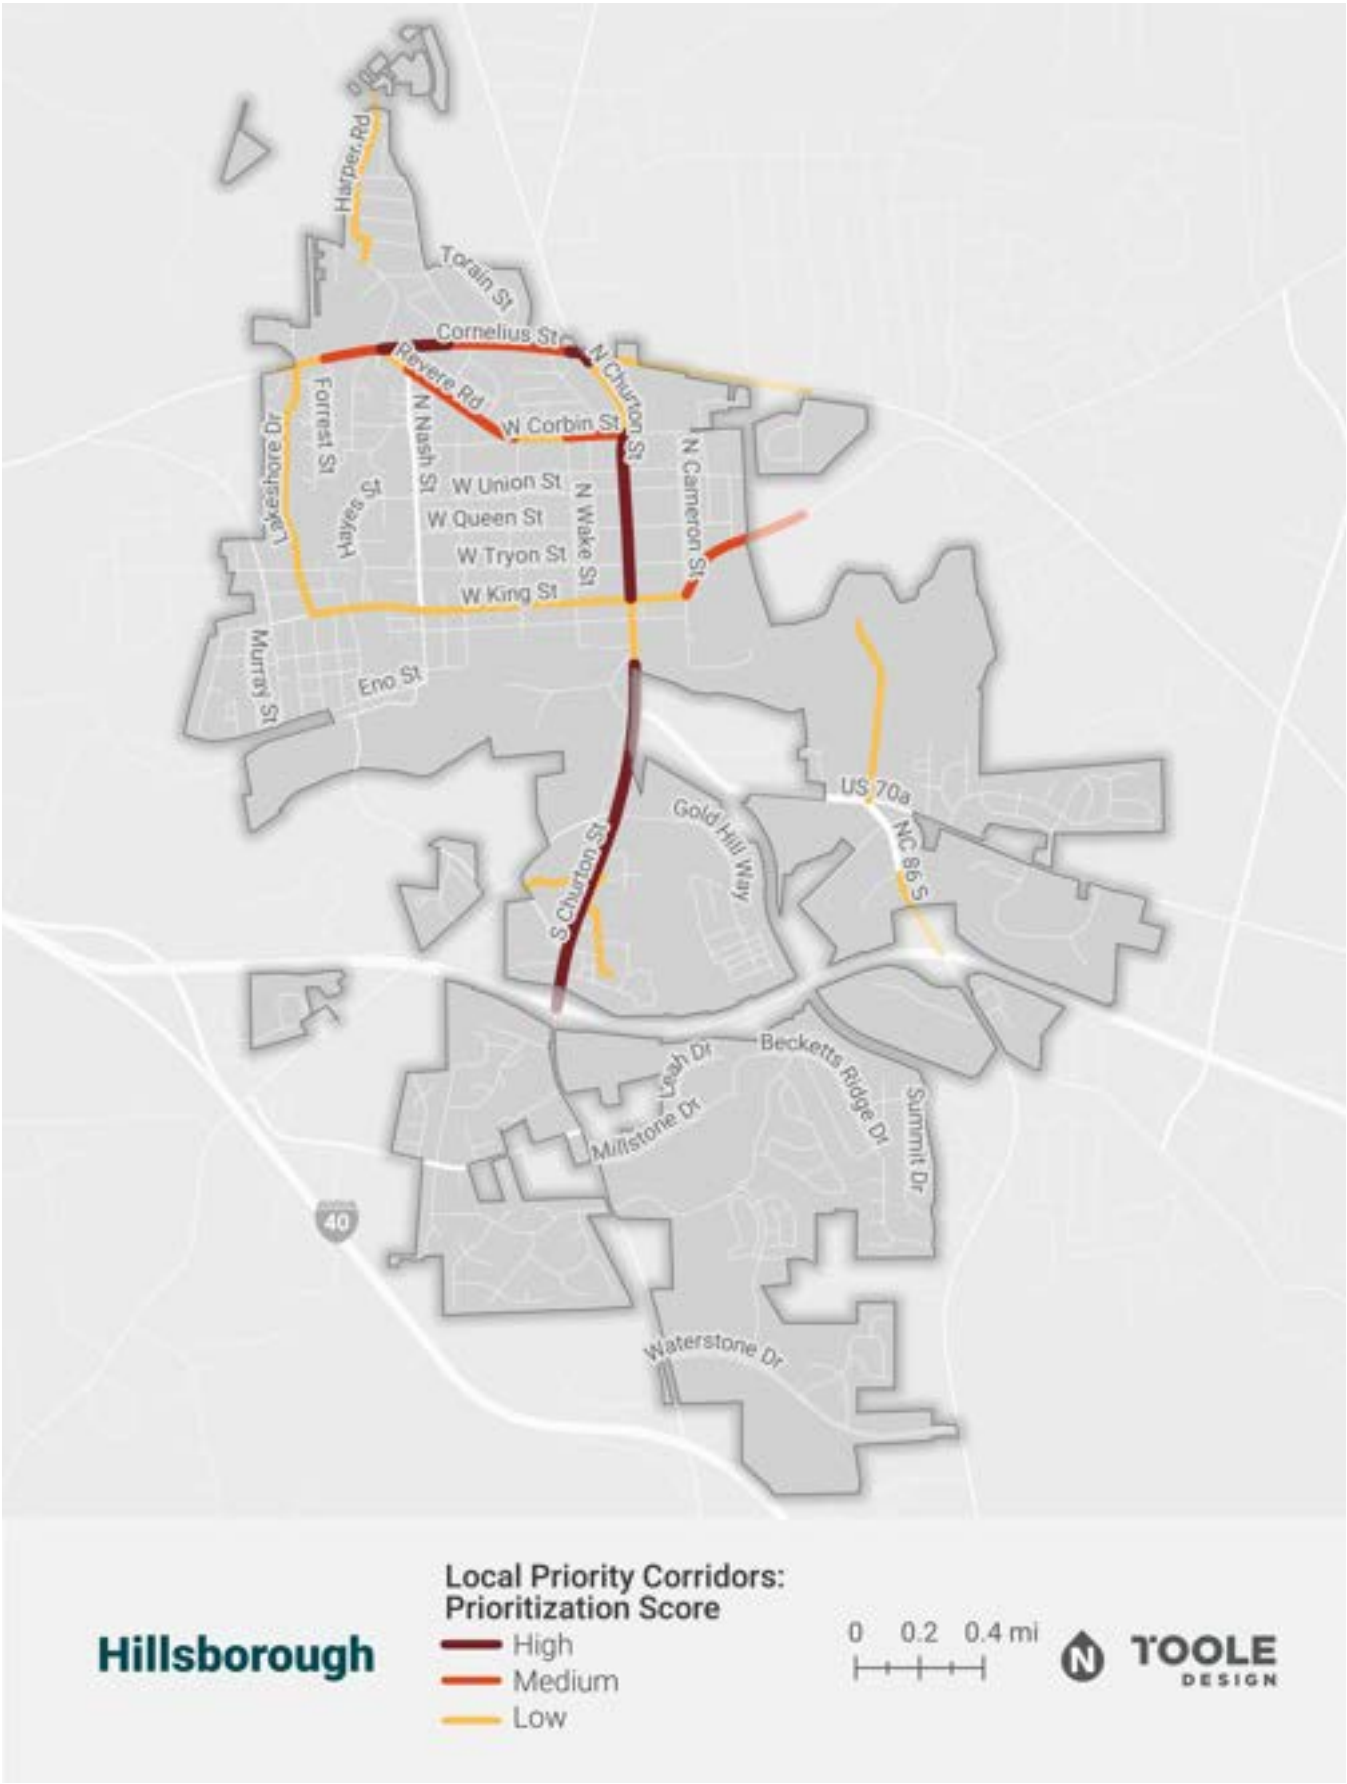 Harper Rd
Torain St
Cornelius St
N Churton St
Revere Rd
Forrest St
N Nash St
W Corbin St
Lakeshore Dr
N Cameron St
Hayes St
W Union St
N Wake St
W Queen St
W Tryon St
W King St
Murray St
Eno St
US 70a
Gold Hill Way
NC 86 S
S Churton St
Leah Dr
Becketts Ridge Dr
Millstone Dr
Summit Dr
40
Waterstone Dr
Hillsborough
Local Priority Corridors:
Prioritization Score
High
Medium
Low
0 0.2 0.4 mi
N
TOOLE
DESIGN